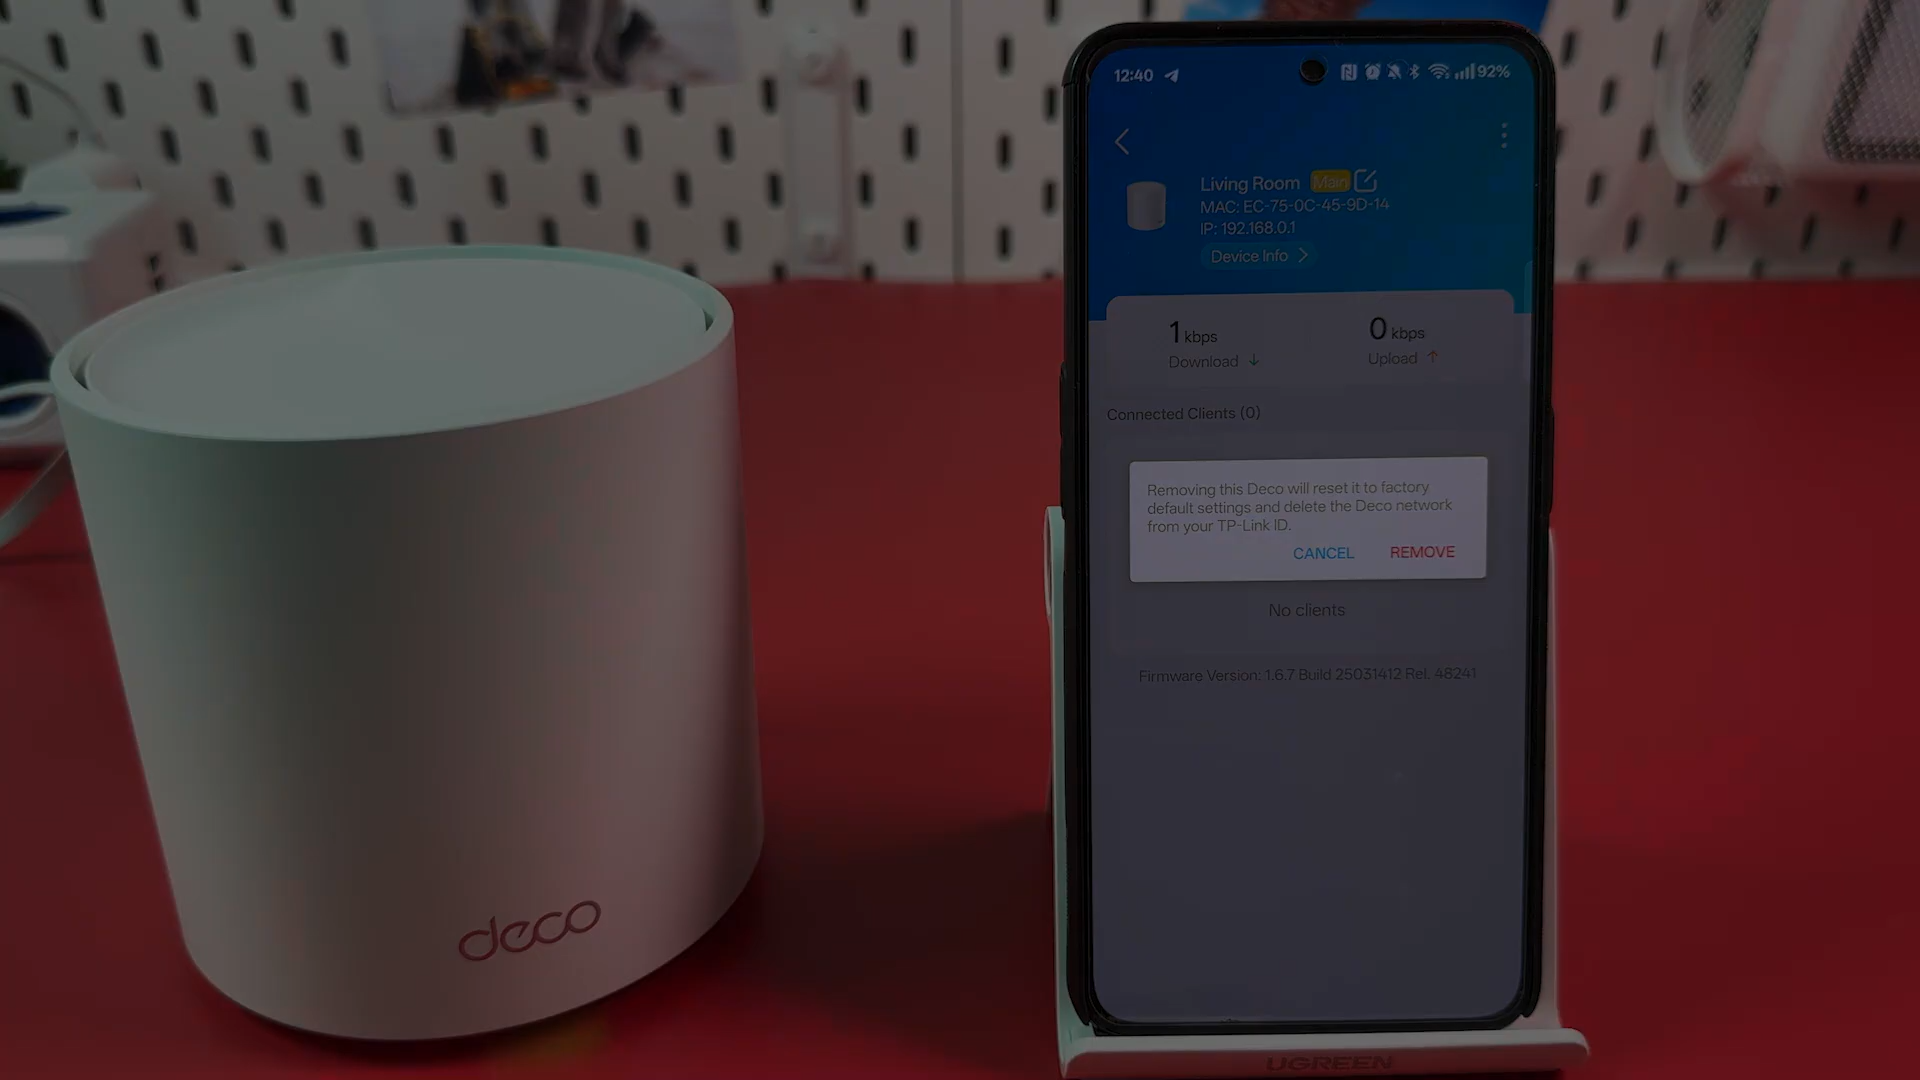 12:40
92%
Living Room Main
MAC: EC-75-0C-45-9D-14
IP: 192.168.0.1
Device Info
1 kbps
0 kbps
Download ↓
Upload ↑
Connected Clients (0)
Removing this Deco will reset it to factory
default settings and delete the Deco network
from your TP-Link ID.
CANCEL
REMOVE
No clients
Firmware Version: 1.6.7 Build 25031412 Rel. 48241
deco
UGREEN